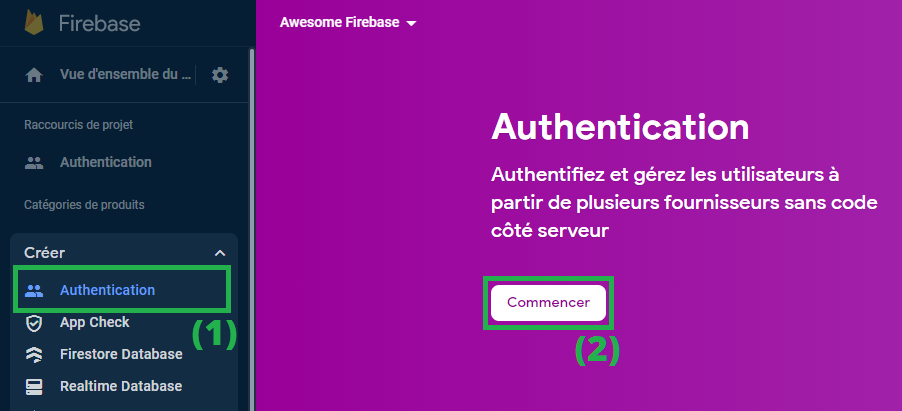 Firebase
Awesome Firebase
Vue d'ensemble du ...
Raccourcis de projet
Authentication
Catégories de produits
Créer
Authentication
(1)
App Check
Firestore Database
Realtime Database
Authentication
Authentifiez et gérez les utilisateurs à
partir de plusieurs fournisseurs sans code
côté serveur
Commencer
(2)